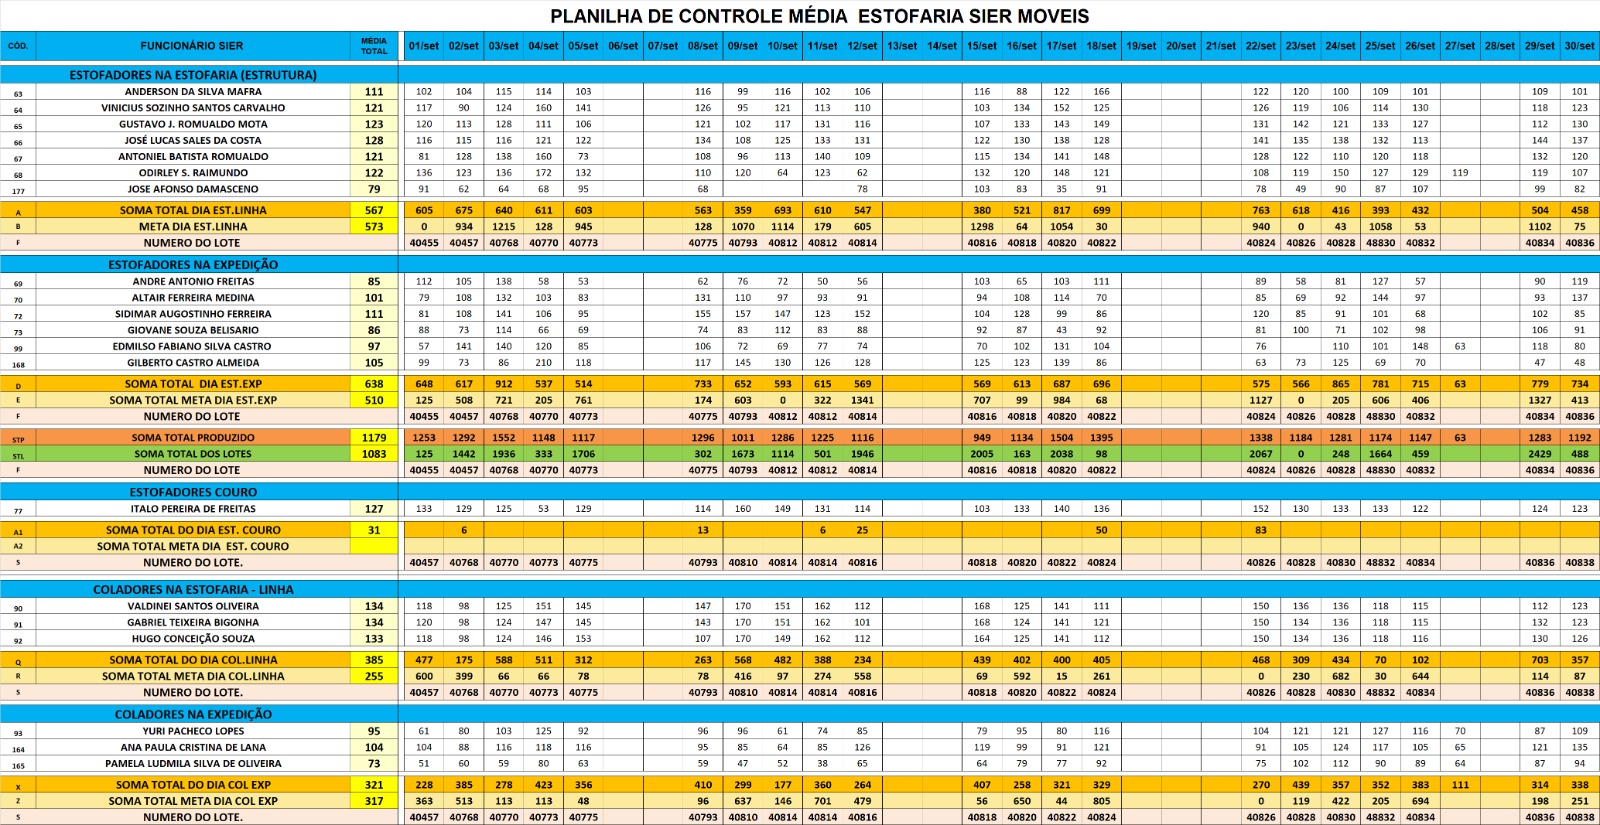 PLANILHA DE CONTROLE MÉDIA ESTOFARIA SIER MOVEIS
CÓD. FUNCIONÁRIO SIER MÉDIA TOTAL 01/set 02/set 03/set 04/set 05/set 06/set 07/set 08/set 09/set 10/set 11/set 12/set 13/set 14/set 15/set 16/set 17/set 18/set 19/set 20/set 21/set 22/set 23/set 24/set 25/set 26/set 27/set 28/set 29/set 30/set
ESTOFADORES NA ESTOFARIA (ESTRUTURA)
63 ANDERSON DA SILVA MAFRA 111 102 104 115 114 103 116 99 116 102 106 116 88 122 166 122 120 100 109 101 109 101
64 VINICIUS SOZINHO SANTOS CARVALHO 121 117 90 124 160 141 126 95 121 113 110 103 134 152 125 126 119 106 114 130 118 123
65 GUSTAVO J. ROMUALDO MOTA 123 120 113 128 111 106 121 102 117 131 116 107 133 143 149 131 142 121 133 127 112 130
66 JOSÉ LUCAS SALES DA COSTA 128 116 115 116 121 122 134 108 125 133 131 122 130 138 128 141 135 138 132 113 144 137
67 ANTONIEL BATISTA ROMUALDO 121 81 128 138 160 73 108 96 113 140 109 115 134 141 148 128 122 110 120 118 132 120
68 ODIRLEY S. RAIMUNDO 122 136 123 136 172 132 110 120 64 123 62 132 120 148 121 108 119 150 127 129 119 119 107
177 JOSE AFONSO DAMASCENO 79 91 62 64 68 95 68 78 103 83 35 91 78 49 90 87 107 99 82
A SOMA TOTAL DIA EST.LINHA 567 605 675 640 611 603 563 359 693 610 547 380 521 817 699 763 618 416 393 432 504 458
B META DIA EST.LINHA 573 0 934 1215 128 945 128 1070 1114 179 605 1298 64 1054 30 940 0 43 1058 53 1102 75
F NUMERO DO LOTE 40455 40457 40768 40770 40773 40775 40793 40812 40812 40814 40816 40818 40820 40822 40824 40826 40828 48830 40832 40834 40836
ESTOFADORES NA EXPEDIÇÃO
69 ANDRE ANTONIO FREITAS 85 112 105 138 58 53 62 76 72 50 56 103 65 103 111 89 58 81 127 57 90 119
70 ALTAIR FERREIRA MEDINA 101 79 108 132 103 83 131 110 97 93 91 94 108 114 70 85 69 92 144 97 93 137
72 SIDIMAR AUGOSTINHO FERREIRA 111 81 108 141 106 95 155 157 147 123 152 104 128 99 86 120 85 91 101 68 102 85
73 GIOVANE SOUZA BELISARIO 86 88 73 114 66 69 74 83 112 83 88 92 87 43 92 81 100 71 102 98 106 91
99 EDMILSO FABIANO SILVA CASTRO 97 57 141 140 120 85 106 72 69 77 74 70 102 131 104 76 110 101 148 63 118 80
168 GILBERTO CASTRO ALMEIDA 105 99 73 86 210 118 117 145 130 126 128 125 123 139 86 63 73 125 69 70 47 48
D SOMA TOTAL DIA EST.EXP 638 648 617 912 537 514 733 652 593 615 569 569 613 687 696 575 566 865 781 715 63 779 734
E SOMA TOTAL META DIA EST.EXP 510 125 508 721 205 761 174 603 0 322 1341 707 99 984 68 1127 0 205 606 406 1327 413
F NUMERO DO LOTE 40455 40457 40768 40770 40773 40775 40793 40812 40812 40814 40816 40818 40820 40822 40824 40826 40828 48830 40832 40834 40836
STP SOMA TOTAL PRODUZIDO 1179 1253 1292 1552 1148 1117 1296 1011 1286 1225 1116 949 1134 1504 1395 1338 1184 1281 1174 1147 63 1283 1192
STL SOMA TOTAL DOS LOTES 1083 125 1442 1936 333 1706 302 1673 1114 501 1946 2005 163 2038 98 2067 0 248 1664 459 2429 488
F NUMERO DO LOTE 40455 40457 40768 40770 40773 40775 40793 40812 40812 40814 40816 40818 40820 40822 40824 40826 40828 48830 40832 40834 40836
ESTOFADORES COURO
77 ITALO PEREIRA DE FREITAS 127 133 129 125 53 129 114 160 149 131 114 103 133 140 136 152 130 133 133 122 124 123
A1 SOMA TOTAL DO DIA EST. COURO 31 6 13 6 25 50 83
A2 SOMA TOTAL META DIA EST. COURO
S NUMERO DO LOTE. 40457 40768 40770 40773 40775 40793 40810 40814 40814 40816 40818 40820 40822 40824 40826 40828 40830 48832 40834 40836 40838
COLADORES NA ESTOFARIA - LINHA
90 VALDINEI SANTOS OLIVEIRA 134 118 98 125 151 145 147 170 151 162 112 168 125 141 111 150 136 136 118 115 112 123
91 GABRIEL TEIXEIRA BIGONHA 134 120 98 124 147 145 143 170 151 162 101 168 124 141 121 150 134 134 118 115 132 123
92 HUGO CONCEIÇÃO SOUZA 133 118 98 124 146 153 107 170 149 162 112 164 125 141 112 150 134 136 118 116 130 126
Q SOMA TOTAL DO DIA COL.LINHA 385 477 175 588 511 312 263 568 482 388 234 439 402 400 405 468 309 434 70 102 703 357
R SOMA TOTAL META DIA COL.LINHA 255 600 399 66 66 78 78 416 97 274 558 69 592 15 261 0 230 682 30 644 114 87
S NUMERO DO LOTE. 40457 40768 40770 40773 40775 40793 40810 40814 40814 40816 40818 40820 40822 40824 40826 40828 40830 48832 40834 40836 40838
COLADORES NA EXPEDIÇÃO
93 YURI PACHECO LOPES 95 61 80 103 125 92 96 96 61 74 85 79 95 80 116 104 121 121 127 116 70 87 109
164 ANA PAULA CRISTINA DE LANA 104 104 88 116 118 116 95 85 64 85 126 119 99 91 121 91 105 124 117 105 65 121 135
165 PAMELA LUDMILA SILVA DE OLIVEIRA 73 51 60 59 80 63 59 47 52 38 65 64 79 77 92 75 102 112 90 89 64 87 94
X SOMA TOTAL DO DIA COL EXP 321 228 385 278 423 356 410 299 177 360 264 407 258 321 329 270 439 357 352 383 111 314 338
Z SOMA TOTAL META DIA COL EXP 317 363 513 113 113 48 96 637 146 701 479 56 650 44 805 0 119 422 205 694 198 251
S NUMERO DO LOTE. 40457 40768 40770 40773 40775 40793 40810 40814 40814 40816 40818 40820 40822 40824 40826 40828 40830 48832 40834 40836 40838